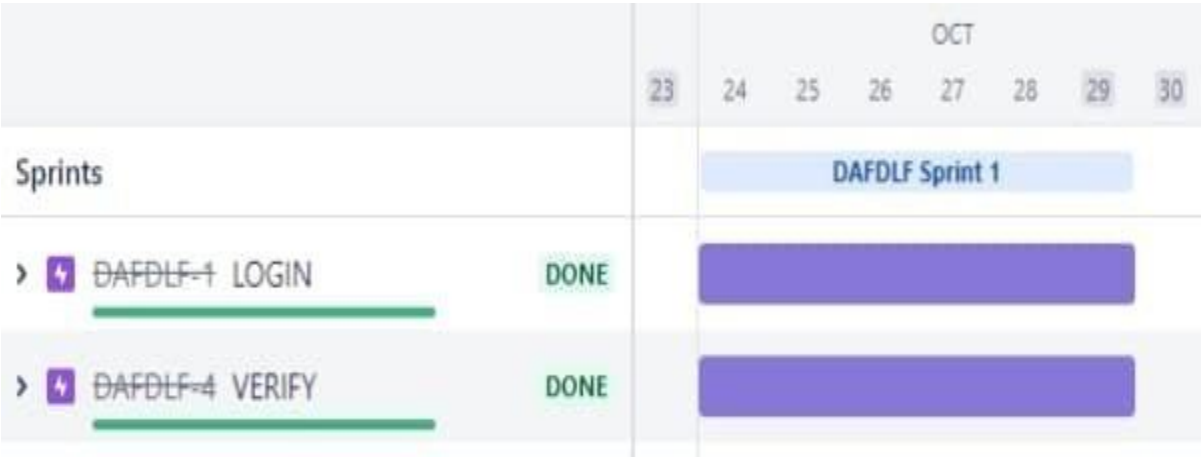 OCT
23 24 25 26 27 28 29 30
Sprints DAFDLF Sprint 1
DAFDLF-1 LOGIN DONE
DAFDLF-4 VERIFY DONE